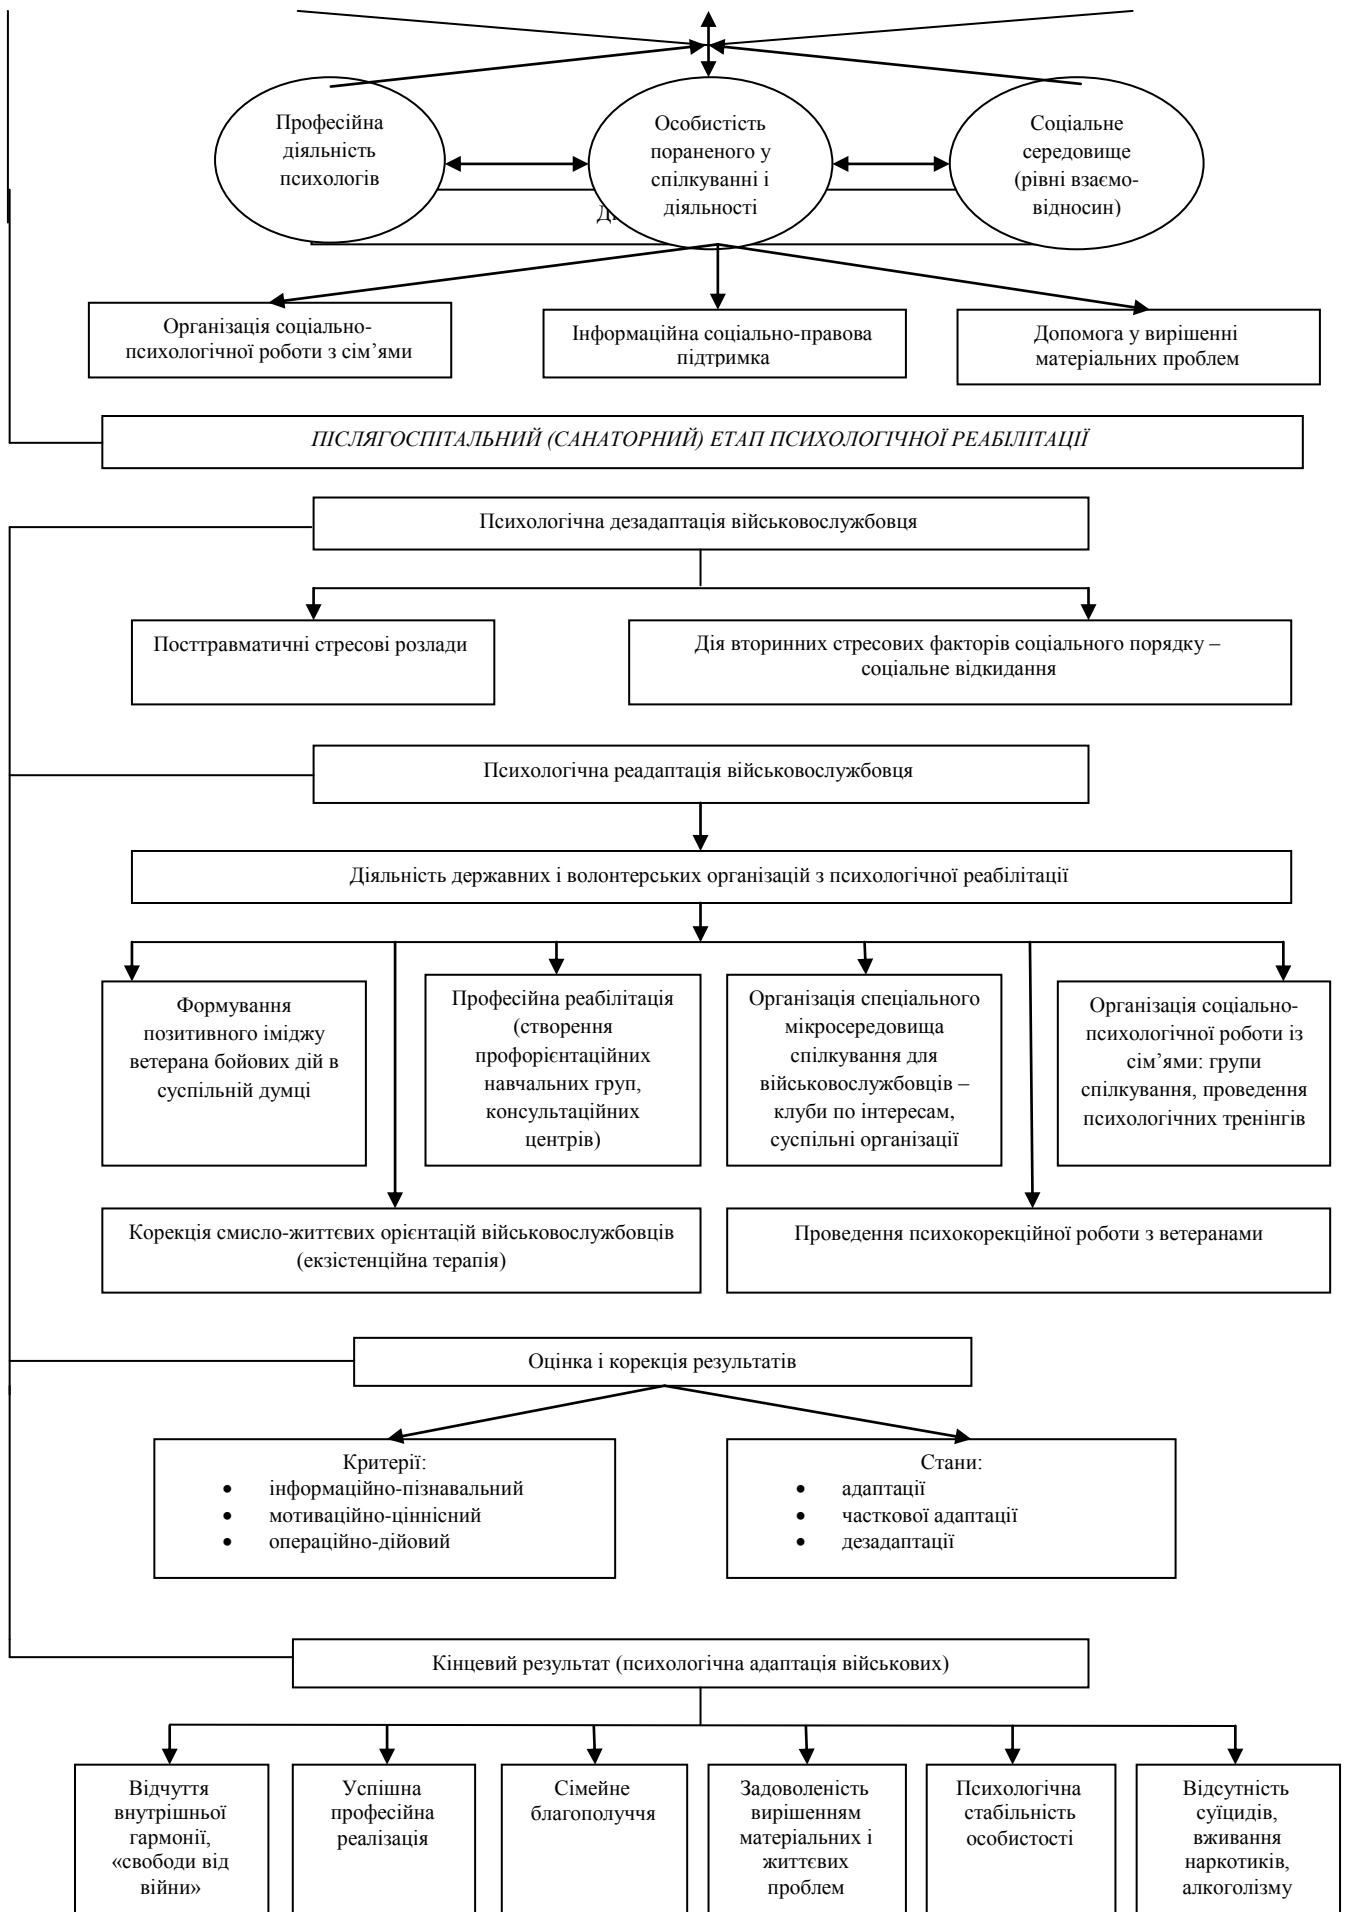 Професійна
діяльність
психологів
Особистість
пораненого у
спілкуванні і
діяльності
Соціальне
середовище
(рівні взаємо-
відносин)
Організація соціально-
психологічної роботи з сім’ями
Інформаційна соціально-правова
підтримка
Допомога у вирішенні
матеріальних проблем
ПІСЛЯГОСПІТАЛЬНИЙ (САНАТОРНИЙ) ЕТАП ПСИХОЛОГІЧНОЇ РЕАБІЛІТАЦІЇ
Психологічна дезадаптація військовослужбовця
Посттравматичні стресові розлади
Дія вторинних стресових факторів соціального порядку –
соціальне відкидання
Психологічна реадаптація військовослужбовця
Діяльність державних і волонтерських організацій з психологічної реабілітації
Формування
позитивного іміджу
ветерана бойових дій в
суспільній думці
Професійна реабілітація
(створення
профорієнтаційних
навчальних груп,
консультаційних
центрів)
Організація спеціального
мікросередовища
спілкування для
військовослужбовців –
клуби по інтересам,
суспільні організації
Організація соціально-
психологічної роботи із
сім’ями: групи
спілкування, проведення
психологічних тренінгів
Корекція смисло-життєвих орієнтацій військовослужбовців
(екзістенційна терапія)
Проведення психокорекційної роботи з ветеранами
Оцінка і корекція результатів
Критерії:
• інформаційно-пізнавальний
• мотиваційно-ціннісний
• операційно-дійовий
Стани:
• адаптації
• часткової адаптації
• дезадаптації
Кінцевий результат (психологічна адаптація військових)
Відчуття
внутрішньої
гармонії,
«свободи від
війни»
Успішна
професійна
реалізація
Сімейне
благополуччя
Задоволеність
вирішенням
матеріальних і
життєвих
проблем
Психологічна
стабільність
особистості
Відсутність
суїцидів,
вживання
наркотиків,
алкоголізму